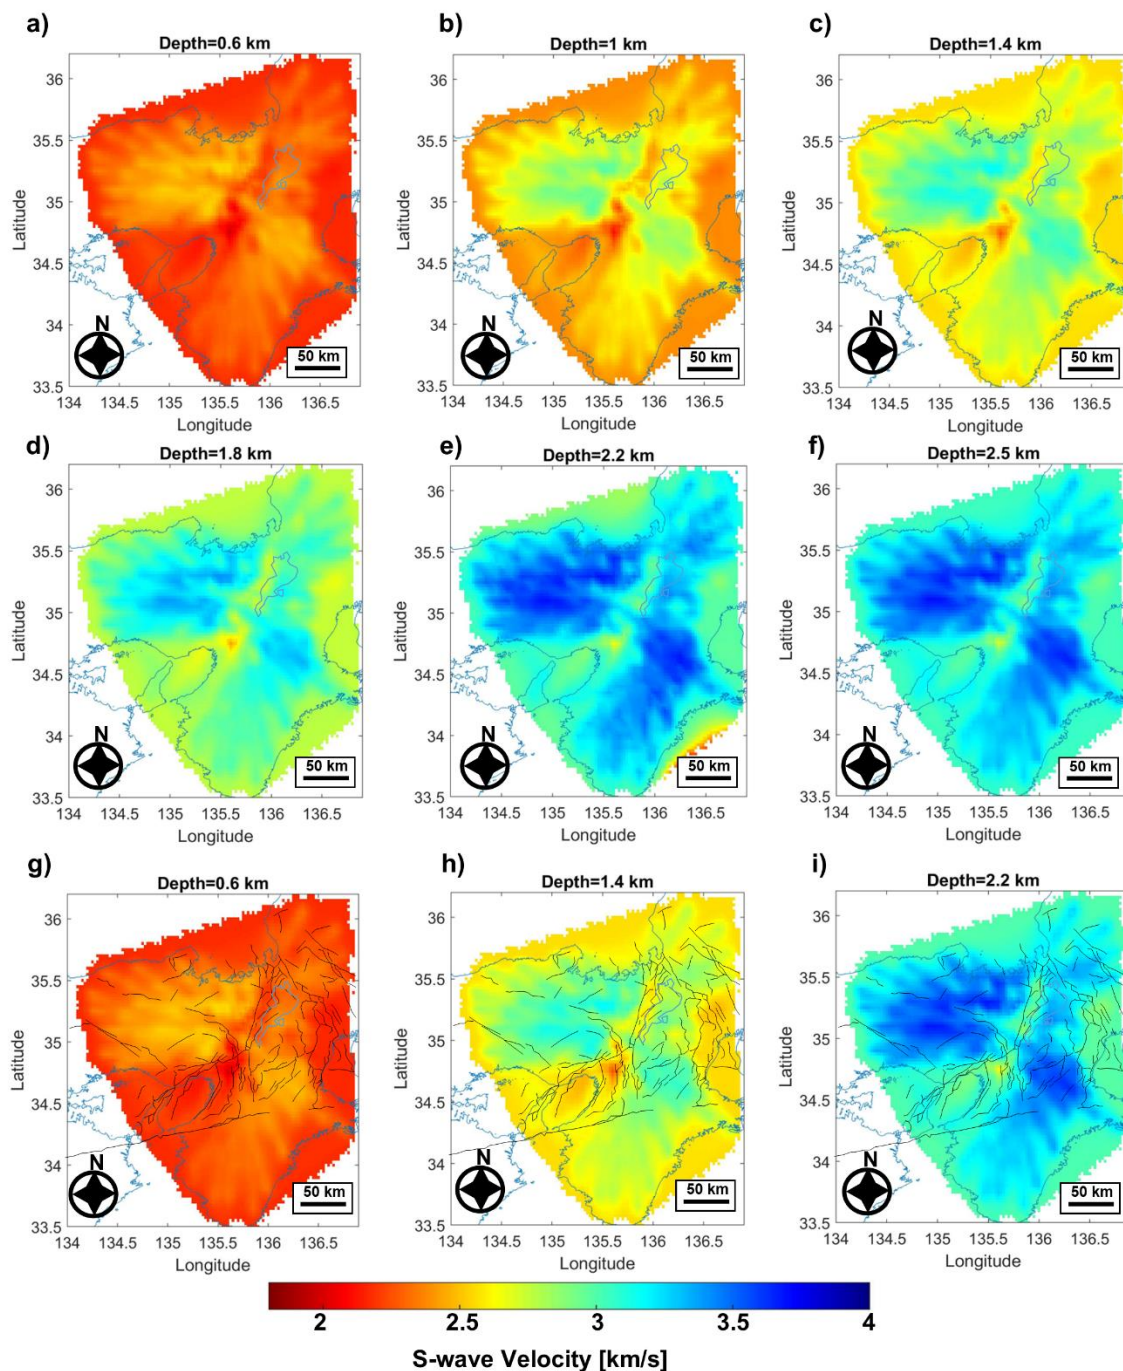 a) b) c)
Depth=0.6 km Depth=1 km Depth=1.4 km
36 36 36
35.5 35.5 35.5
Latitude Latitude Latitude
35 35 35
34.5 34.5 34.5
34 34 34
N N N
50 km 50 km 50 km
33.5 33.5 33.5
134 134.5 135 135.5 136 136.5 134 134.5 135 135.5 136 136.5 134 134.5 135 135.5 136 136.5
Longitude Longitude Longitude
d) e) f)
Depth=1.8 km Depth=2.2 km Depth=2.5 km
36 36 36
35.5 35.5 35.5
Latitude Latitude Latitude
35 35 35
34.5 34.5 34.5
34 34 34
N N N
50 km 50 km 50 km
33.5 33.5 33.5
134 134.5 135 135.5 136 136.5 134 134.5 135 135.5 136 136.5 134 134.5 135 135.5 136 136.5
Longitude Longitude Longitude
g) h) i)
Depth=0.6 km Depth=1.4 km Depth=2.2 km
36 36 36
35.5 35.5 35.5
Latitude Latitude Latitude
35 35 35
34.5 34.5 34.5
34 34 34
N N N
50 km 50 km 50 km
33.5 33.5 33.5
134 134.5 135 135.5 136 136.5 134 134.5 135 135.5 136 136.5 134 134.5 135 135.5 136 136.5
Longitude Longitude Longitude
2 2.5 3 3.5 4
S-wave Velocity [km/s]